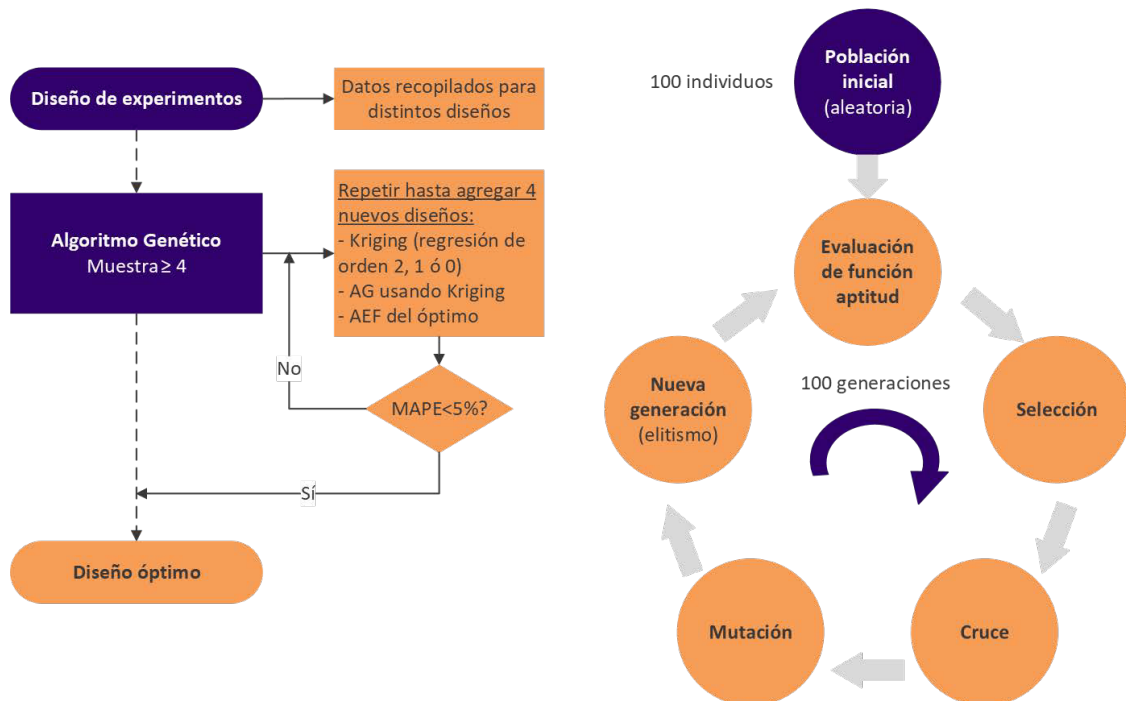 Diseño de experimentos
Datos recopilados para
distintos diseños
Algoritmo Genético
Muestra ≥ 4
Repetir hasta agregar 4
nuevos diseños:
- Kriging (regresión de
orden 2, 1 ó 0)
- AG usando Kriging
- AEF del óptimo
No
MAPE<5%?
Sí
Diseño óptimo
100 individuos
Población
inicial
(aleatoria)
Evaluación
de función
aptitud
100 generaciones
Selección
Cruce
Mutación
Nueva
generación
(elitismo)